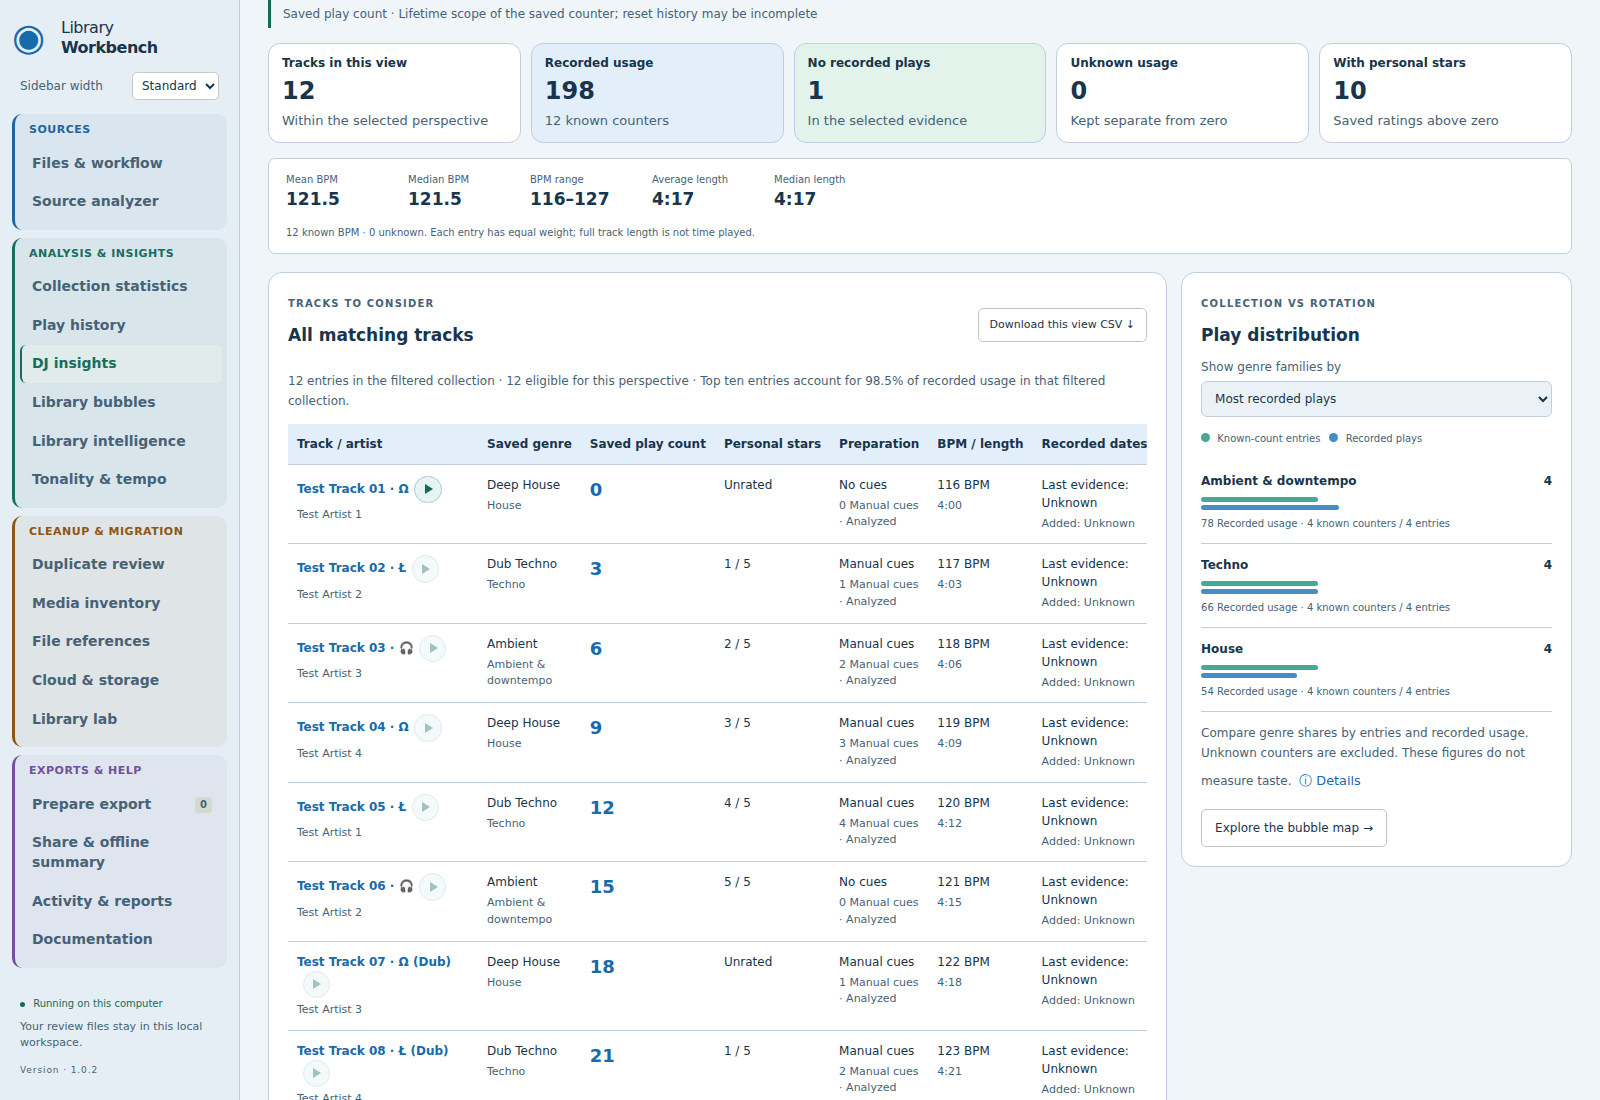 Library
Workbench
Sidebar width
Standard
SOURCES
Files & workflow
Source analyzer
ANALYSIS & INSIGHTS
Collection statistics
Play history
DJ insights
Library bubbles
Library intelligence
Tonality & tempo
CLEANUP & MIGRATION
Duplicate review
Media inventory
File references
Cloud & storage
Library lab
EXPORTS & HELP
Prepare export 0
Share & offline
summary
Activity & reports
Documentation
Running on this computer
Your review files stay in this local
workspace.
Version · 1.0.2
Saved play count · Lifetime scope of the saved counter; reset history may be incomplete
Tracks in this view
12
Within the selected perspective
Recorded usage
198
12 known counters
No recorded plays
1
In the selected evidence
Unknown usage
0
Kept separate from zero
With personal stars
10
Saved ratings above zero
Mean BPM
121.5
Median BPM
121.5
BPM range
116–127
Average length
4:17
Median length
4:17
12 known BPM · 0 unknown. Each entry has equal weight; full track length is not time played.
TRACKS TO CONSIDER
All matching tracks
Download this view CSV ↓
12 entries in the filtered collection · 12 eligible for this perspective · Top ten entries account for 98.5% of recorded usage in that filtered
collection.
Track / artist Saved genre Saved play count Personal stars Preparation BPM / length Recorded dates
Test Track 01 · Ω
Test Artist 1
Deep House
House
0
Unrated
No cues
0 Manual cues
· Analyzed
116 BPM
4:00
Last evidence:
Unknown
Added: Unknown
Test Track 02 · Ł
Test Artist 2
Dub Techno
Techno
3
1 / 5
Manual cues
1 Manual cues
· Analyzed
117 BPM
4:03
Last evidence:
Unknown
Added: Unknown
Test Track 03 · 🎧
Test Artist 3
Ambient
Ambient &
downtempo
6
2 / 5
Manual cues
2 Manual cues
· Analyzed
118 BPM
4:06
Last evidence:
Unknown
Added: Unknown
Test Track 04 · Ω
Test Artist 4
Deep House
House
9
3 / 5
Manual cues
3 Manual cues
· Analyzed
119 BPM
4:09
Last evidence:
Unknown
Added: Unknown
Test Track 05 · Ł
Test Artist 1
Dub Techno
Techno
12
4 / 5
Manual cues
4 Manual cues
· Analyzed
120 BPM
4:12
Last evidence:
Unknown
Added: Unknown
Test Track 06 · 🎧
Test Artist 2
Ambient
Ambient &
downtempo
15
5 / 5
No cues
0 Manual cues
· Analyzed
121 BPM
4:15
Last evidence:
Unknown
Added: Unknown
Test Track 07 · Ω (Dub)
Test Artist 3
Deep House
House
18
Unrated
Manual cues
1 Manual cues
· Analyzed
122 BPM
4:18
Last evidence:
Unknown
Added: Unknown
Test Track 08 · Ł (Dub)
Test Artist 4
Dub Techno
Techno
21
1 / 5
Manual cues
2 Manual cues
· Analyzed
123 BPM
4:21
Last evidence:
Unknown
Added: Unknown
COLLECTION VS ROTATION
Play distribution
Show genre families by
Most recorded plays
Known-count entries Recorded plays
Ambient & downtempo 4
78 Recorded usage · 4 known counters / 4 entries
Techno 4
66 Recorded usage · 4 known counters / 4 entries
House 4
54 Recorded usage · 4 known counters / 4 entries
Compare genre shares by entries and recorded usage.
Unknown counters are excluded. These figures do not
measure taste. ⓘ Details
Explore the bubble map →